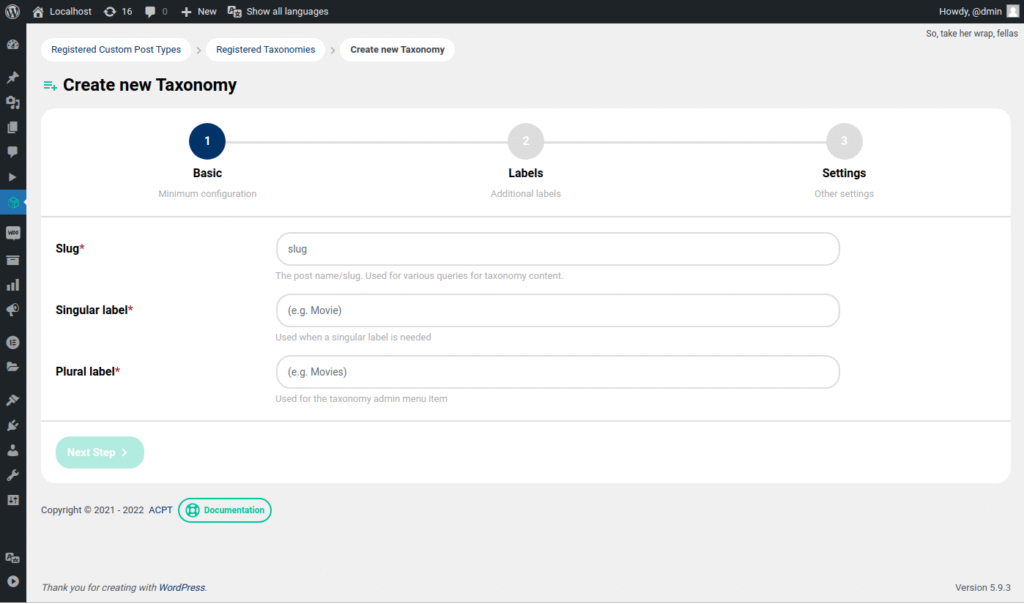 Localhost 16 0 New Show all languages Howdy, @dmin
So, take her wrap, fellas
Registered Custom Post Types Registered Taxonomies Create new Taxonomy
Create new Taxonomy
1 2 3
Basic Labels Settings
Minimum configuration Additional labels Other settings
Slug* slug
The post name/slug. Used for various queries for taxonomy content.
Singular label* (e.g. Movie)
Used when a singular label is needed
Plural label* (e.g. Movies)
Used for the taxonomy admin menu item
Next Step
Copyright © 2021 - 2022 ACPT Documentation
Thank you for creating with WordPress. Version 5.9.3